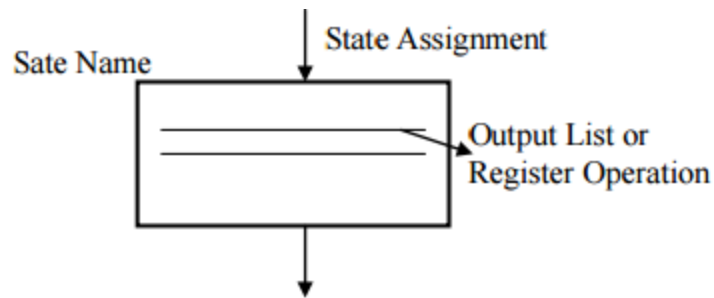 State Assignment
Sate Name
Output List or
Register Operation